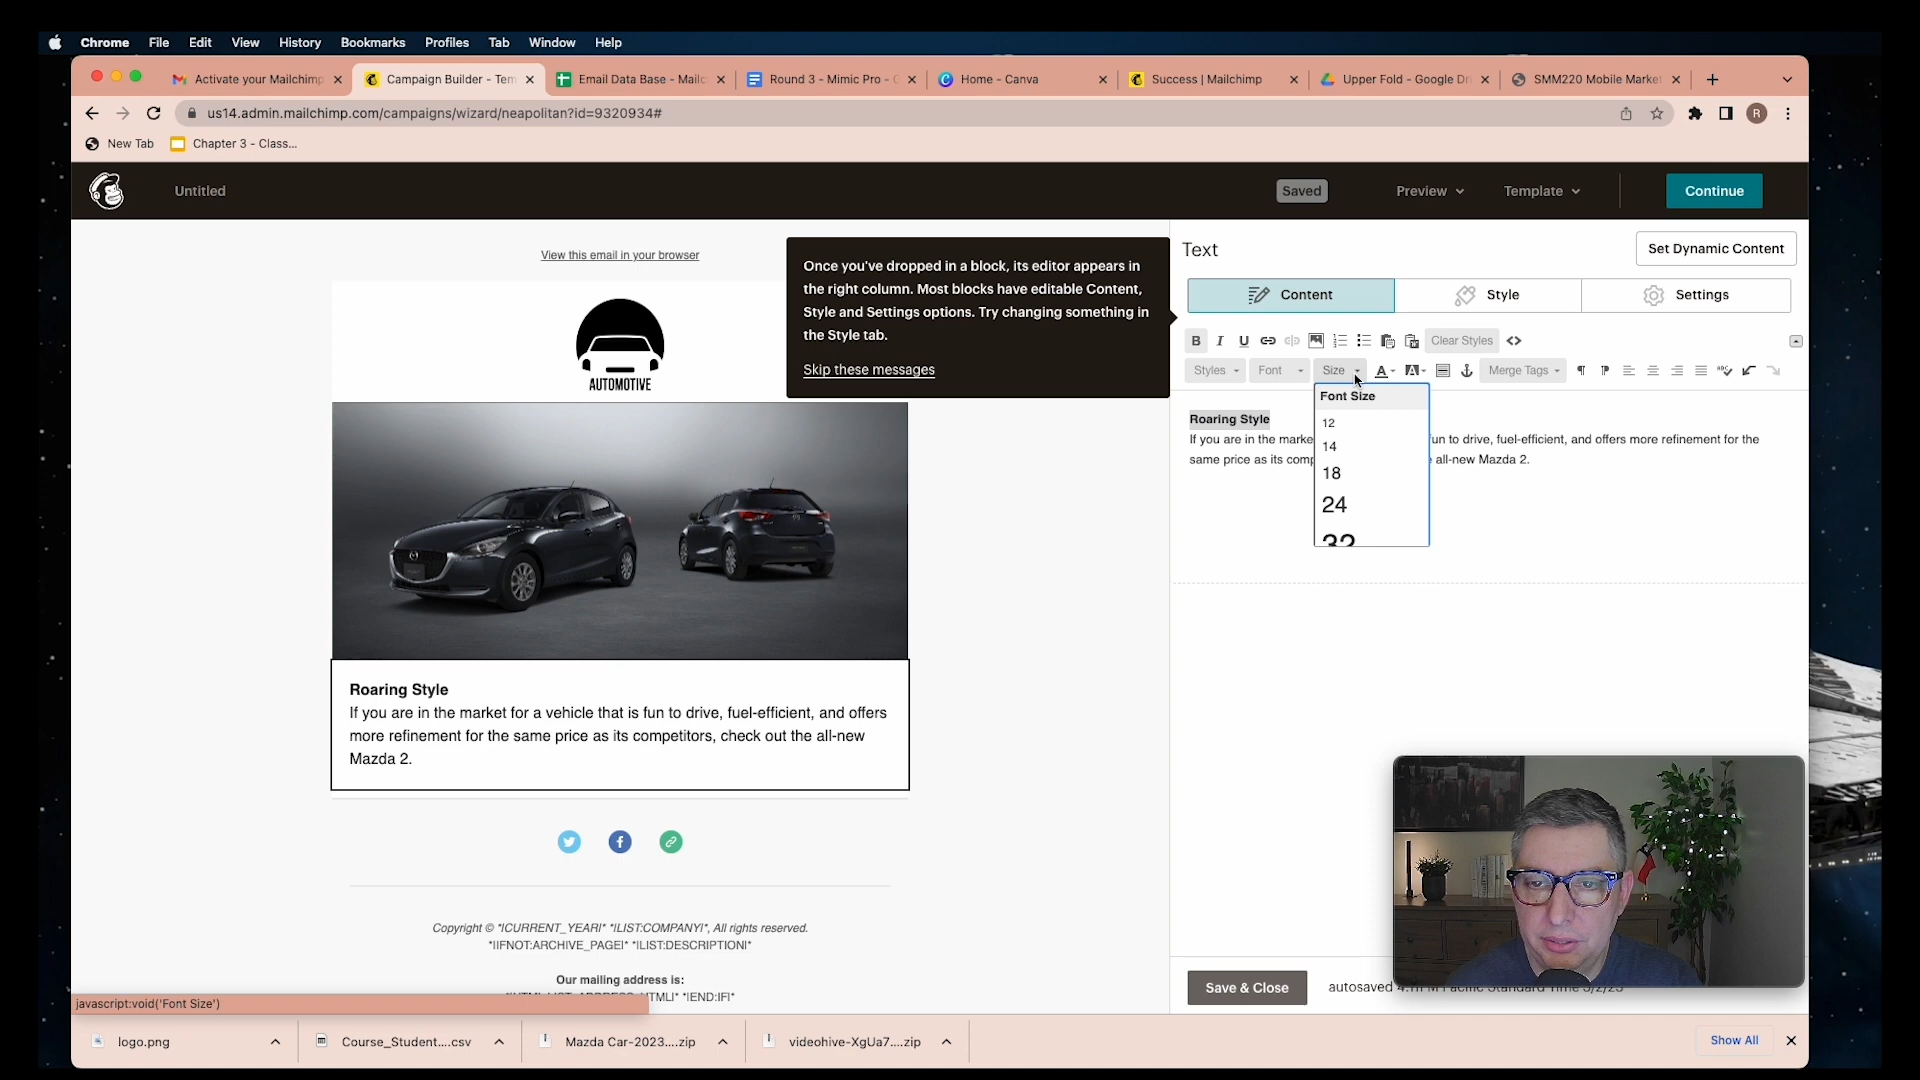 Chrome File Edit View History Bookmarks Profiles Tab Window Help
Activate your Mailchimp
Campaign Builder - Tem
Email Data Base - Mailc
Round 3 - Mimic Pro -
Home - Canva
Success | Mailchimp
Upper Fold - Google Dr
SMM220 Mobile Market
us14.admin.mailchimp.com/campaigns/wizard/neapolitan?id=9320934#
R
New Tab
Chapter 3 - Class...
Untitled
Saved
Preview
Template
Continue
View this email in your browser
AUTOMOTIVE
Once you've dropped in a block, its editor appears in
the right column. Most blocks have editable Content,
Style and Settings options. Try changing something in
the Style tab.
Skip these messages
Text
Set Dynamic Content
Content
Style
Settings
B I U Clear Styles <>
Styles Font Size A A Merge Tags
Font Size
12
14
18
24
32
Roaring Style
If you are in the marke un to drive, fuel-efficient, and offers more refinement for the
same price as its comp all-new Mazda 2.
Roaring Style
If you are in the market for a vehicle that is fun to drive, fuel-efficient, and offers
more refinement for the same price as its competitors, check out the all-new
Mazda 2.
Copyright © *|CURRENT_YEAR|* *|LIST:COMPANY|*, All rights reserved.
*|IFNOT:ARCHIVE_PAGE|* *|LIST:DESCRIPTION|*
Our mailing address is:
*|END:IF|*
Save & Close
autosaved
javascript:void('Font Size')
logo.png
Course_Student....csv
Mazda Car-2023....zip
videohive-XgUa7....zip
Show All